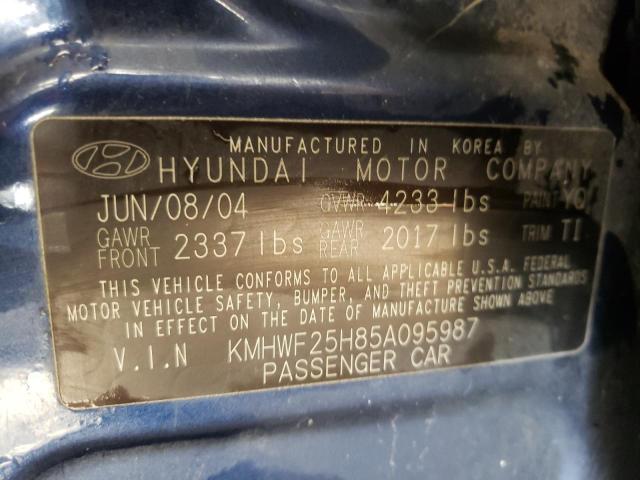 MANUFACTURED IN KOREA BY
HYUNDAI MOTOR COMPANY
JUN/08/04 GVWR 4233 lbs PAINT YO
GAWR FRONT 2337 lbs GAWR REAR 2017 lbs TRIM TI
THIS VEHICLE CONFORMS TO ALL APPLICABLE U.S.A. FEDERAL
MOTOR VEHICLE SAFETY, BUMPER, AND THEFT PREVENTION STANDARDS
IN EFFECT ON THE DATE OF MANUFACTURE SHOWN ABOVE
V.I.N KMHWF25H85A095987
PASSENGER CAR